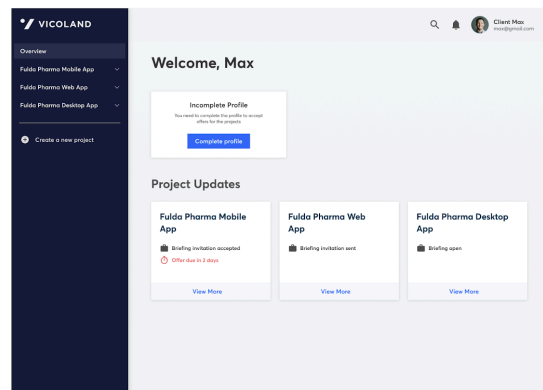 VICOLAND
Client Max
max@gmail.com
Overview
Fulda Pharma Mobile App
Fulda Pharma Web App
Fulda Pharma Desktop App
Create a new project
Welcome, Max
Incomplete Profile
You need to complete the profile to accept
offers for the projects
Complete profile
Project Updates
Fulda Pharma Mobile
App
Briefing invitation accepted
Offer due in 2 days
View More
Fulda Pharma Web
App
Briefing invitation sent
View More
Fulda Pharma Desktop
App
Briefing open
View More